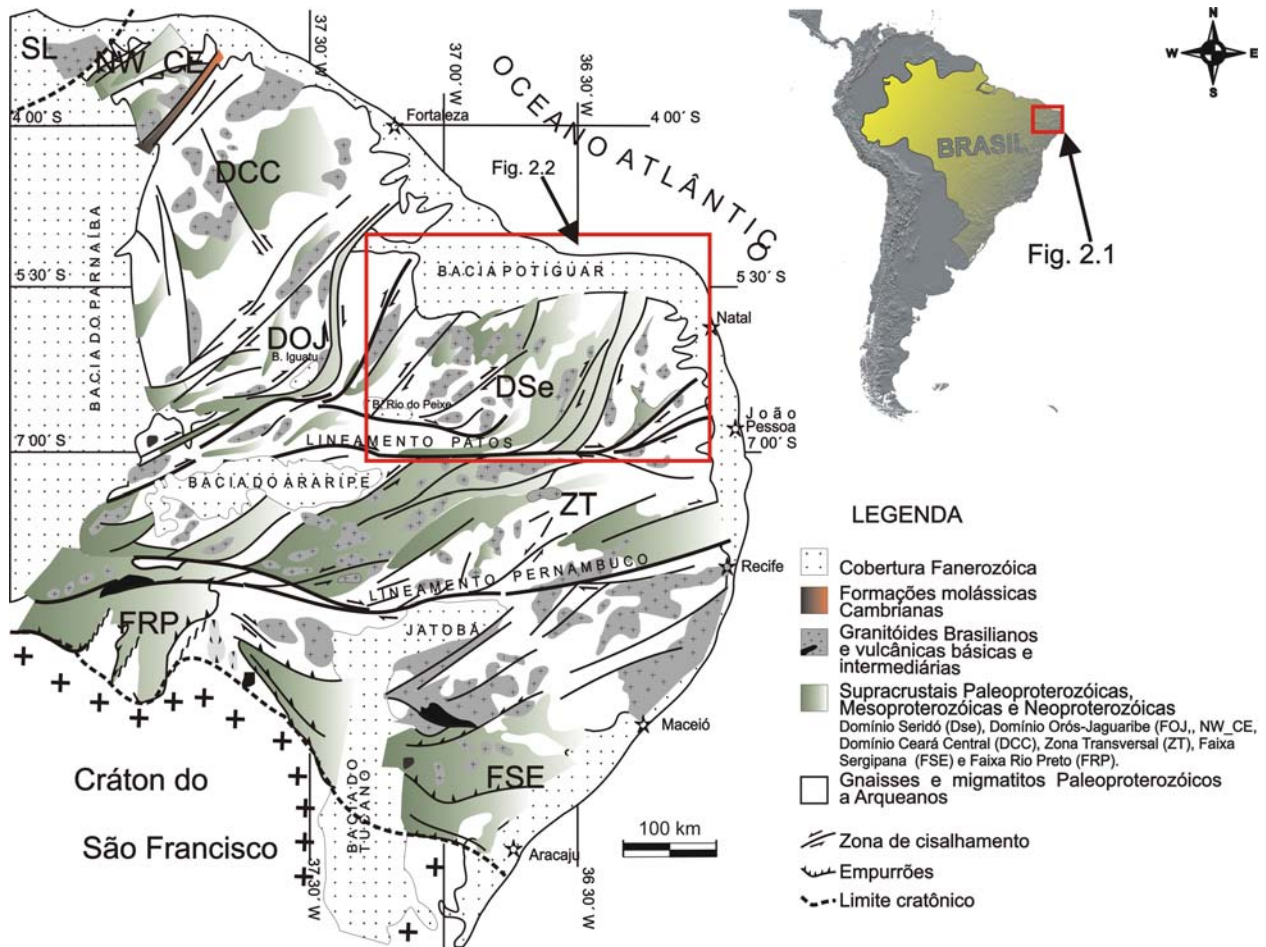 SL
NW_CE
37 30´ W
37 00´ W
36 30´ W
OCEANO ATLÂNTICO
4 00´ S
Fortaleza
4 00´ S
DCC
Fig. 2.2
BACIA DO PARNAÍBA
5 30´ S
BACIA POTIGUAR
5 30´ S
Natal
DOJ
B. Iguatu
DSe
B. Rio do Peixe
João
Pessoa
7 00´ S
LINEAMENTO PATOS
7 00´ S
BACIA DO ARARIPE
ZT
LINEAMENTO PERNAMBUCO
Recife
FRP
JATOBÁ
Maceió
BACIA DO
TUCANO
FSE
Cráton do
São Francisco
100 km
Aracaju
37 30´ W
36 30´ W
N
W
E
S
BRASIL
Fig. 2.1
LEGENDA
Cobertura Fanerozóica
Formações molássicas
Cambrianas
Granitóides Brasilianos
e vulcânicas básicas e
intermediárias
Supracrustais Paleoproterozóicas,
Mesoproterozóicas e Neoproterozóicas
Domínio Seridó (Dse), Domínio Orós-Jaguaribe (FOJ,, NW_CE,
Domínio Ceará Central (DCC), Zona Transversal (ZT), Faixa
Sergipana (FSE) e Faixa Rio Preto (FRP).
Gnaisses e migmatitos Paleoproterozóicos
a Arqueanos
Zona de cisalhamento
Empurrões
Limite cratônico